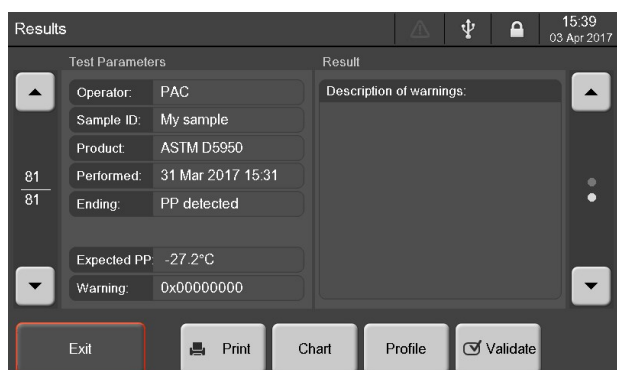 Results
15:39
03 Apr 2017
Test Parameters
Result
Operator: PAC
Description of warnings:
Sample ID: My sample
Product: ASTM D5950
Performed: 31 Mar 2017 15:31
81
81
Ending: PP detected
Expected PP: -27.2°C
Warning: 0x00000000
Exit
Print
Chart
Profile
Validate